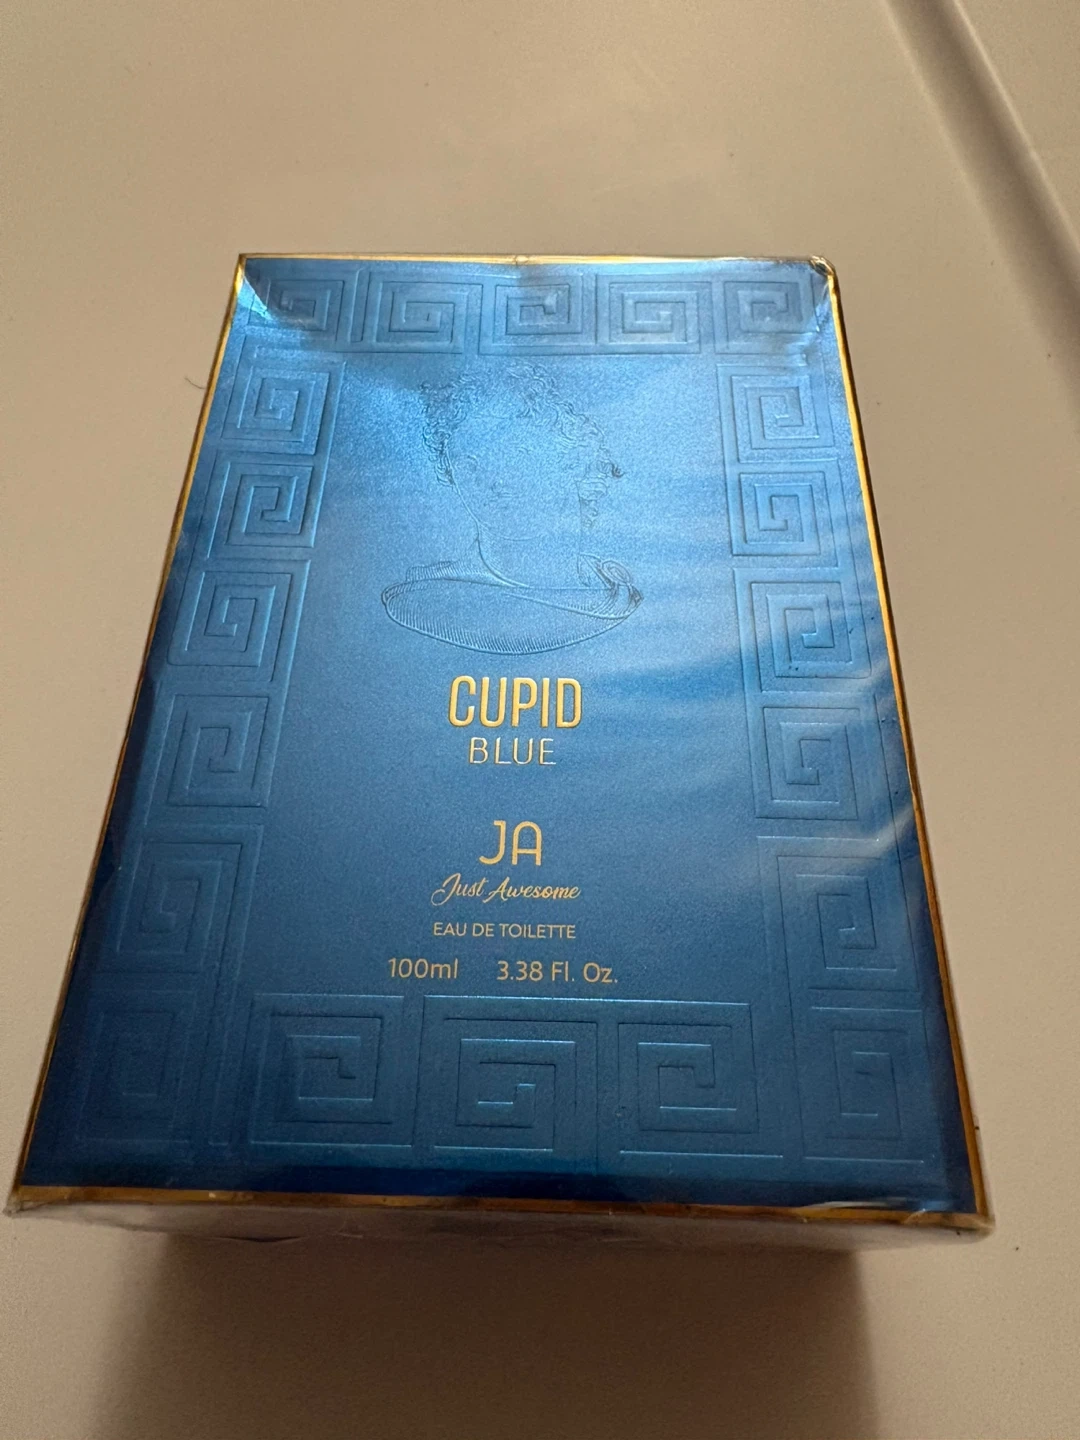 CUPID
BLUE
JA
Just Awesome
EAU DE TOILETTE
100ml 3.38 Fl. Oz.